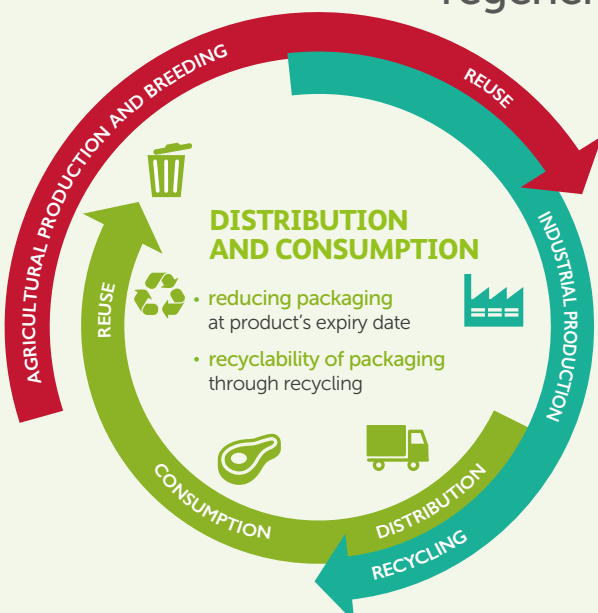 AGRICULTURAL PRODUCTION AND BREEDING
REUSE
INDUSTRIAL PRODUCTION
RECYCLING
DISTRIBUTION
CONSUMPTION
REUSE
DISTRIBUTION
AND CONSUMPTION
• reducing packaging
at product's expiry date
• recyclability of packaging
through recycling